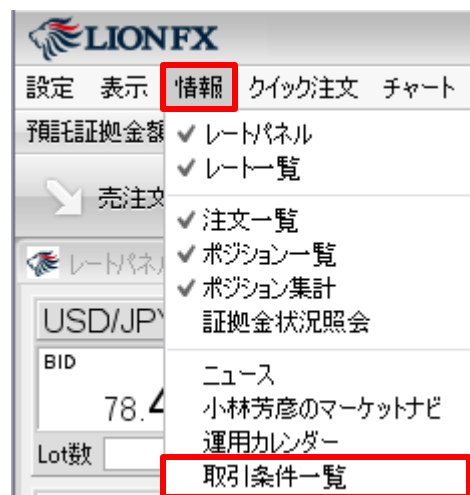 LION FX
設定 表示 情報 クイック注文 チャート
預託証拠金額
✓ レートパネル
✓ レート一覧
売注文
✓ 注文一覧
✓ ポジション一覧
レートパネル
✓ ポジション集計
証拠金状況照会
USD/JPY
BID
78.4
ニュース
小林芳彦のマーケットナビ
運用カレンダー
Lot数
取引条件一覧